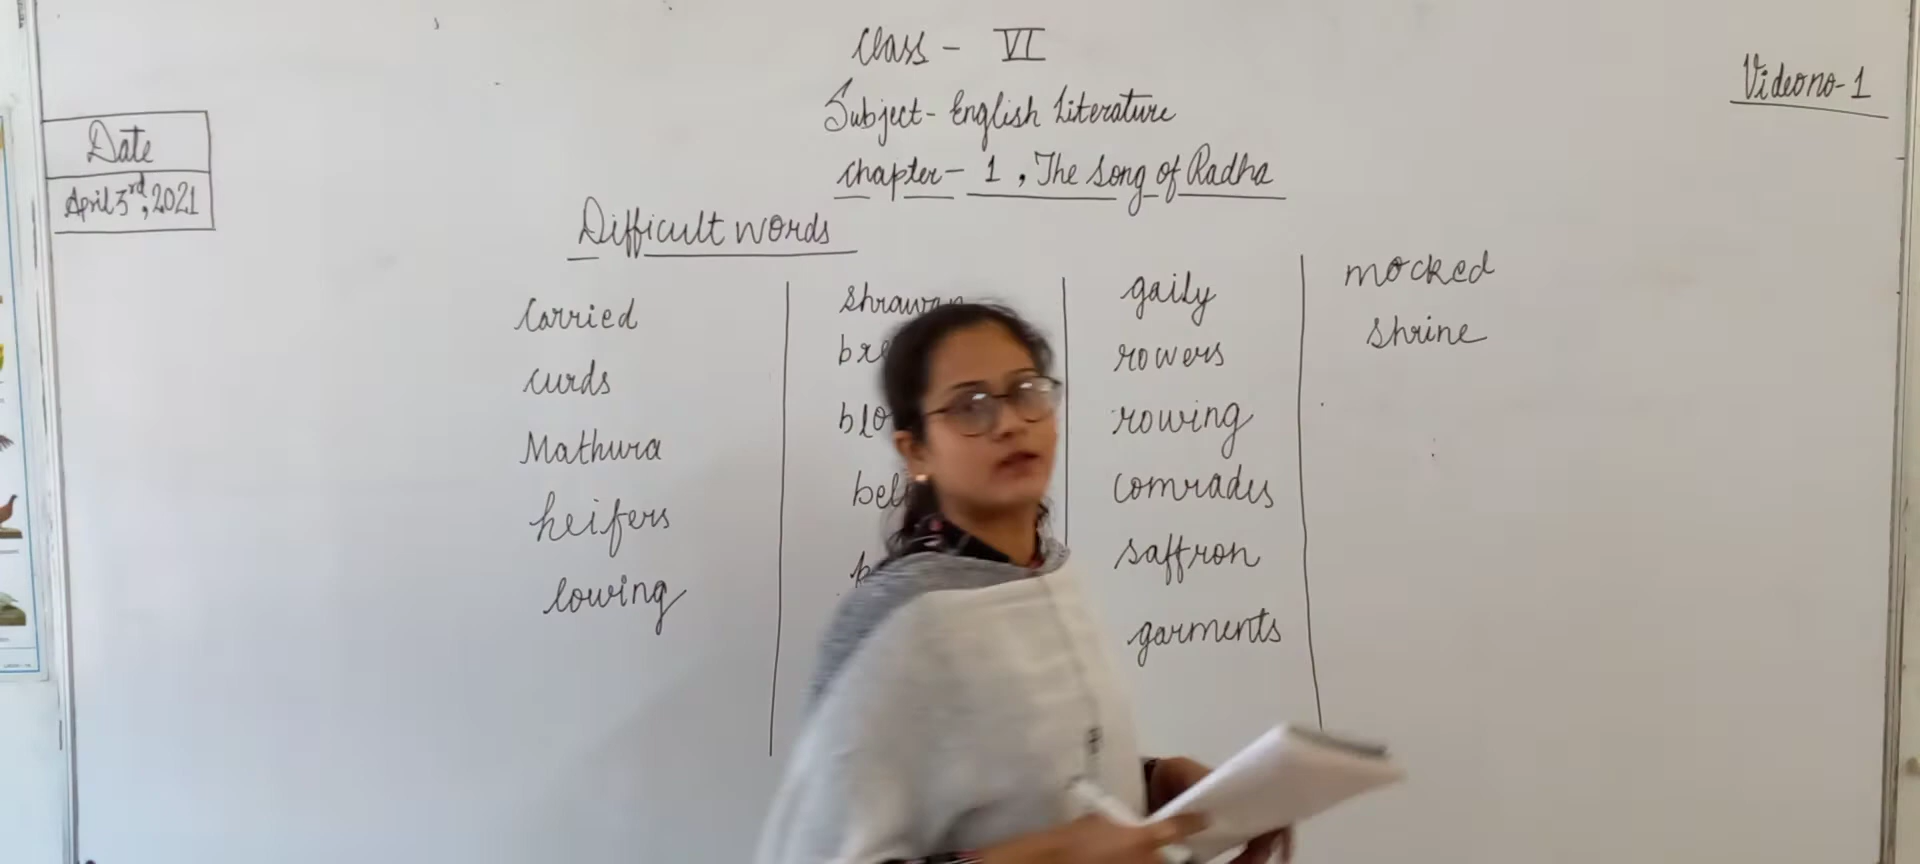 Class - VI
Subject - English Literature
Chapter - 1, The Song of Radha
Video no - 1
Date
April 3rd, 2021
Difficult words
Carried
curds
Mathura
heifers
lowing
gaily
rowers
rowing
comrades
saffron
garments
mocked
shrine